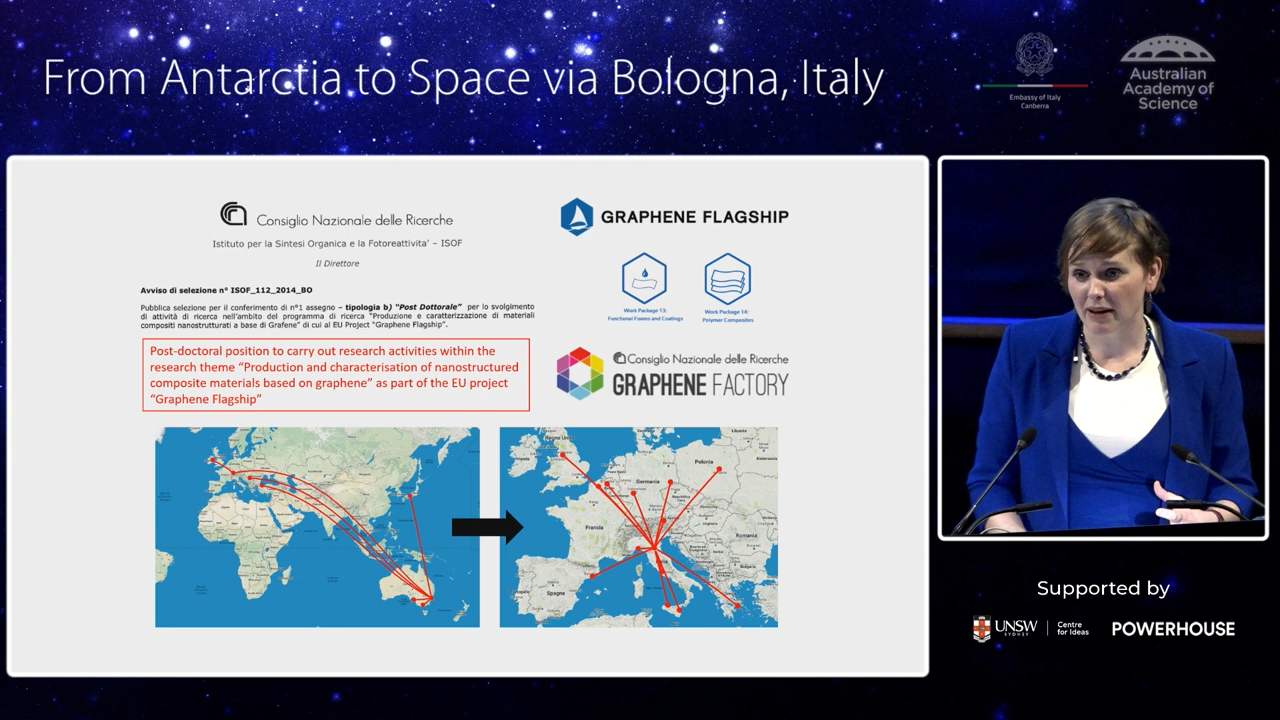 From Antarctia to Space via Bologna, Italy
Embassy of Italy
Canberra
Australian
Academy of
Science
Consiglio Nazionale delle Ricerche
Istituto per la Sintesi Organica e la Fotoreattivita' – ISOF
Il Direttore
Avviso di selezione n° ISOF_112_2014_BO
Pubblica selezione per il conferimento di n°1 assegno – tipologia b) "Post Dottorale" per lo svolgimento
di attività di ricerca nell'ambito del programma di ricerca "Produzione e caratterizzazione di materiali
compositi nanostrutturati a base di Grafene" di cui al EU Project "Graphene Flagship".
Post-doctoral position to carry out research activities within the
research theme "Production and characterisation of nanostructured
composite materials based on graphene" as part of the EU project
"Graphene Flagship"
GRAPHENE FLAGSHIP
Work Package 13:
Functional Foams and Coatings
Work Package 14:
Polymer Composites
Consiglio Nazionale delle Ricerche
GRAPHENE FACTORY
Regno Unito
Polonia
Germania
Francia
Romania
Spagna
Supported by
UNSW
SYDNEY
Centre
for Ideas
POWERHOUSE